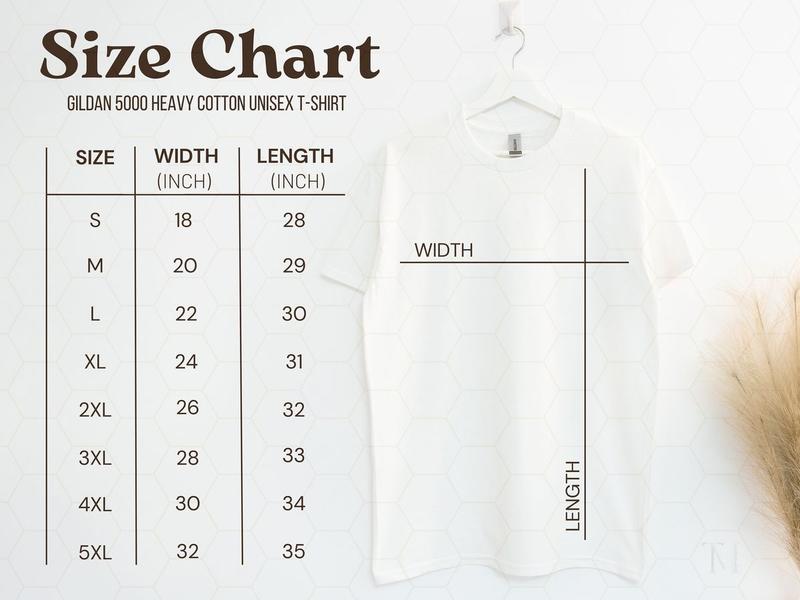 Size Chart
GILDAN 5000 HEAVY COTTON UNISEX T-SHIRT
SIZE WIDTH LENGTH
(INCH) (INCH)
S 18 28
M 20 29
L 22 30
XL 24 31
2XL 26 32
3XL 28 33
4XL 30 34
5XL 32 35
WIDTH
LENGTH